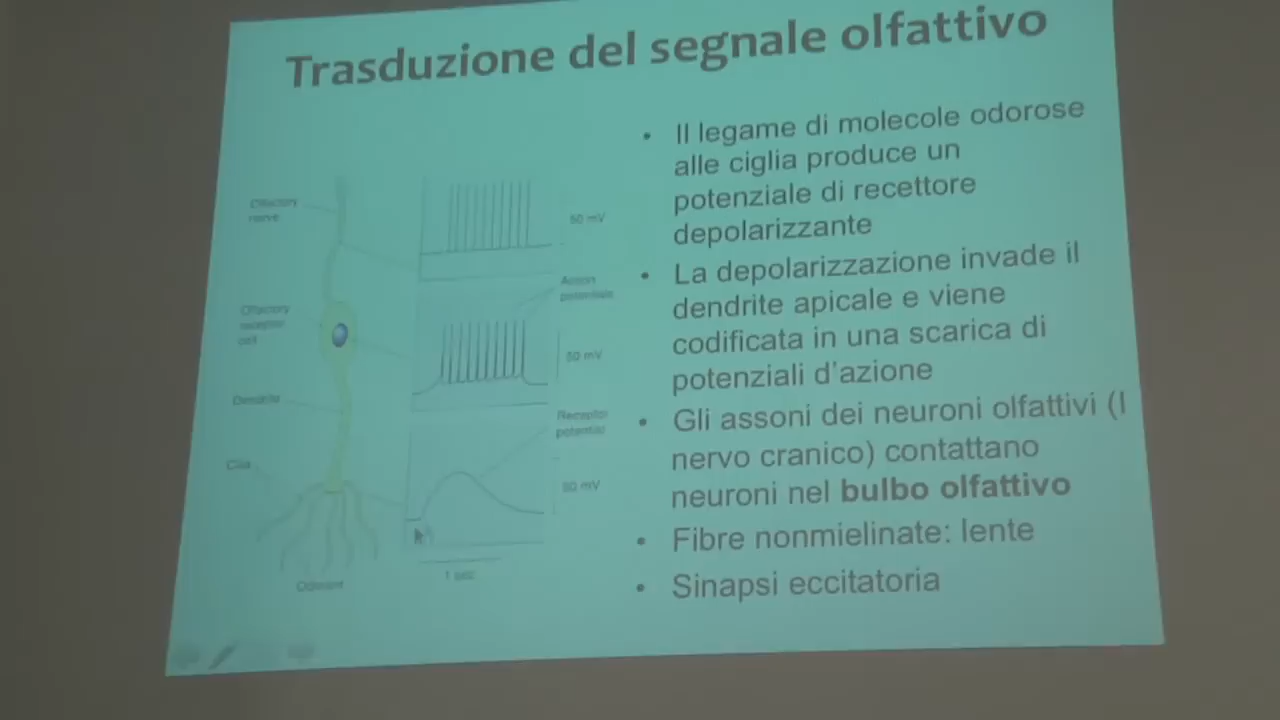 Trasduzione del segnale olfattivo
• Il legame di molecole odorose
alle ciglia produce un
potenziale di recettore
depolarizzante
• La depolarizzazione invade il
dendrite apicale e viene
codificata in una scarica di
potenziali d'azione
• Gli assoni dei neuroni olfattivi (I
nervo cranico) contattano
neuroni nel bulbo olfattivo
• Fibre nonmielinate: lente
• Sinapsi eccitatoria
Olfactory
nerve
50 mV
Action
potentials
Olfactory
receptor
cell
50 mV
Dendrite
Receptor
potential
Cilia
50 mV
1 sec
Odorant